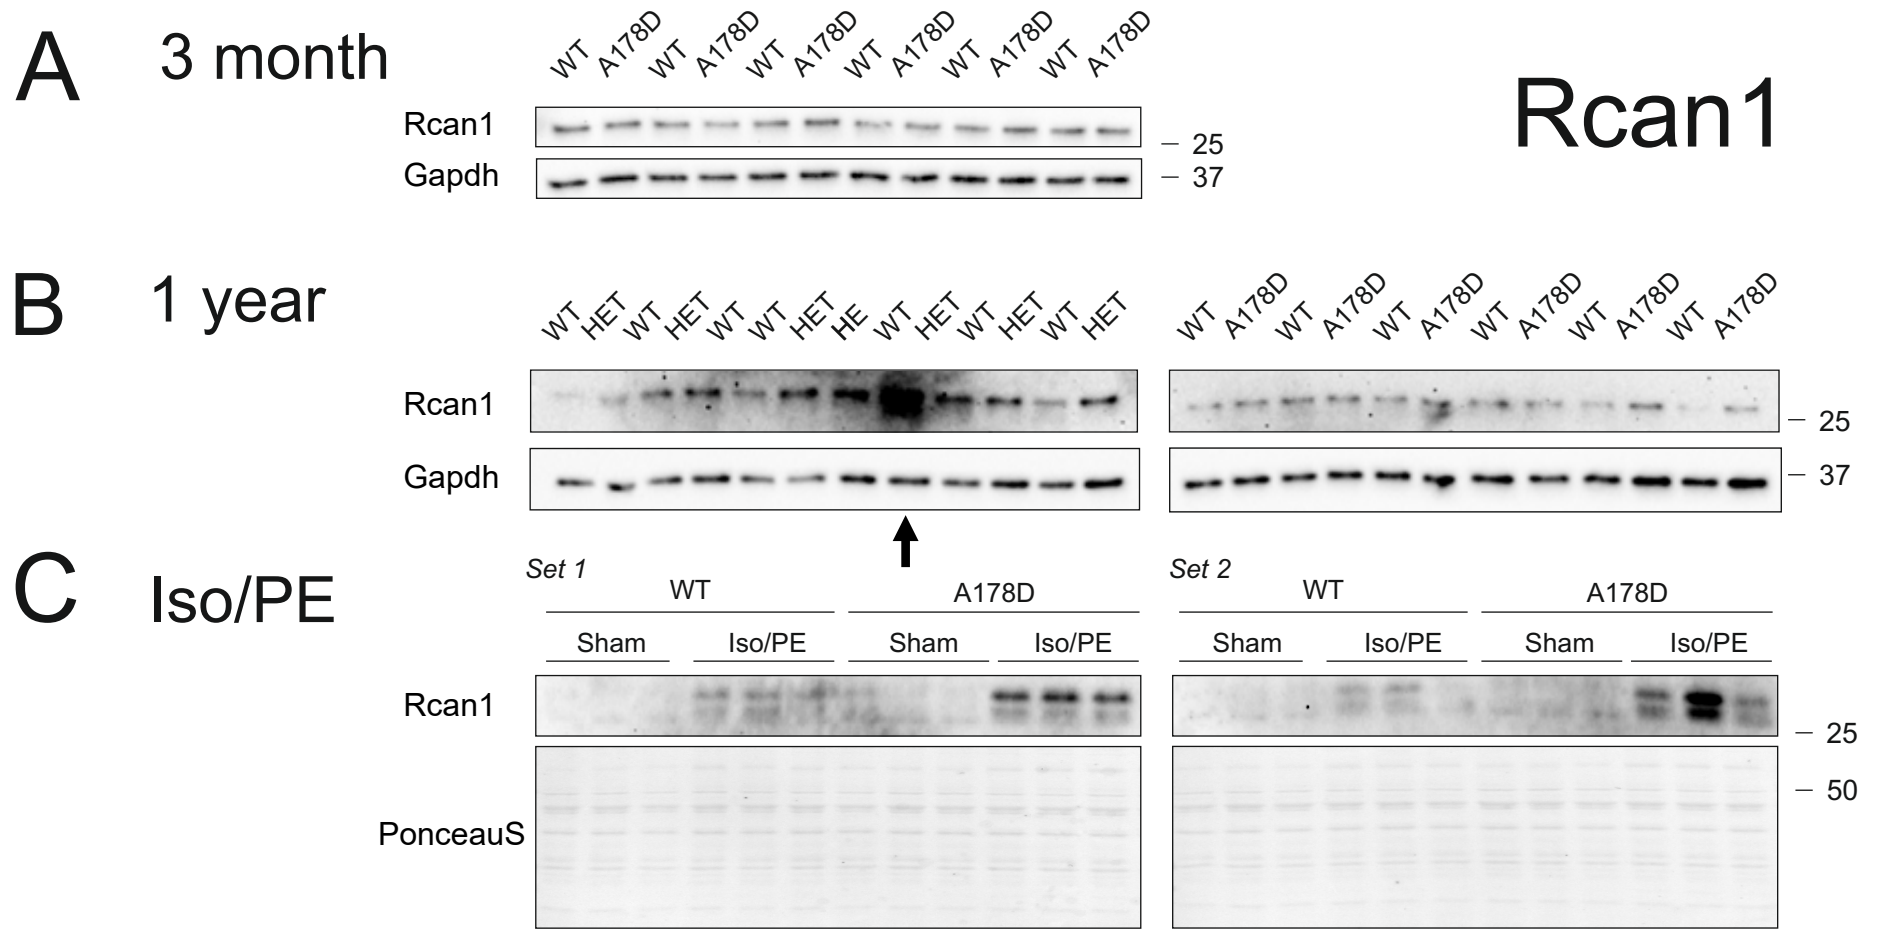 A 3 month
WT A178D WT A178D WT A178D WT A178D WT A178D WT A178D
Rcan1
Rcan1
25
Gapdh
37
B 1 year
WT HET WT HET WT WT HET HE WT HET WT HET WT HET
WT A178D WT A178D WT A178D WT A178D WT A178D WT A178D
Rcan1
25
Gapdh
37
C Iso/PE
Set 1
WT A178D
Sham Iso/PE Sham Iso/PE
Set 2
WT A178D
Sham Iso/PE Sham Iso/PE
Rcan1
25
50
PonceauS